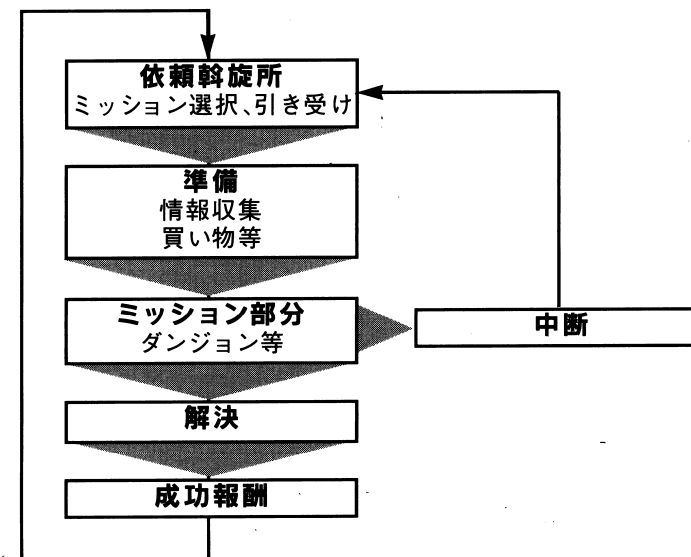 依頼斡旋所
ミッション選択、引き受け
準備
情報収集
買い物等
ミッション部分
ダンジョン等
中断
解決
成功報酬